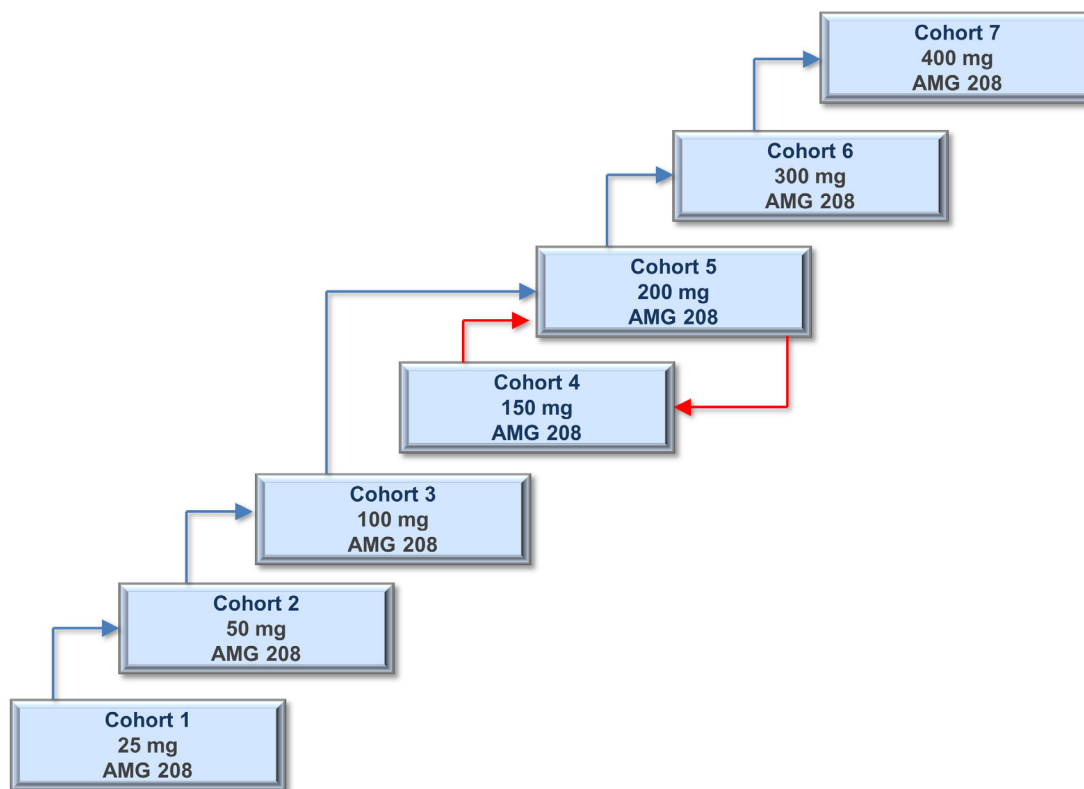 Cohort 7
400 mg
AMG 208
Cohort 6
300 mg
AMG 208
Cohort 5
200 mg
AMG 208
Cohort 4
150 mg
AMG 208
Cohort 3
100 mg
AMG 208
Cohort 2
50 mg
AMG 208
Cohort 1
25 mg
AMG 208